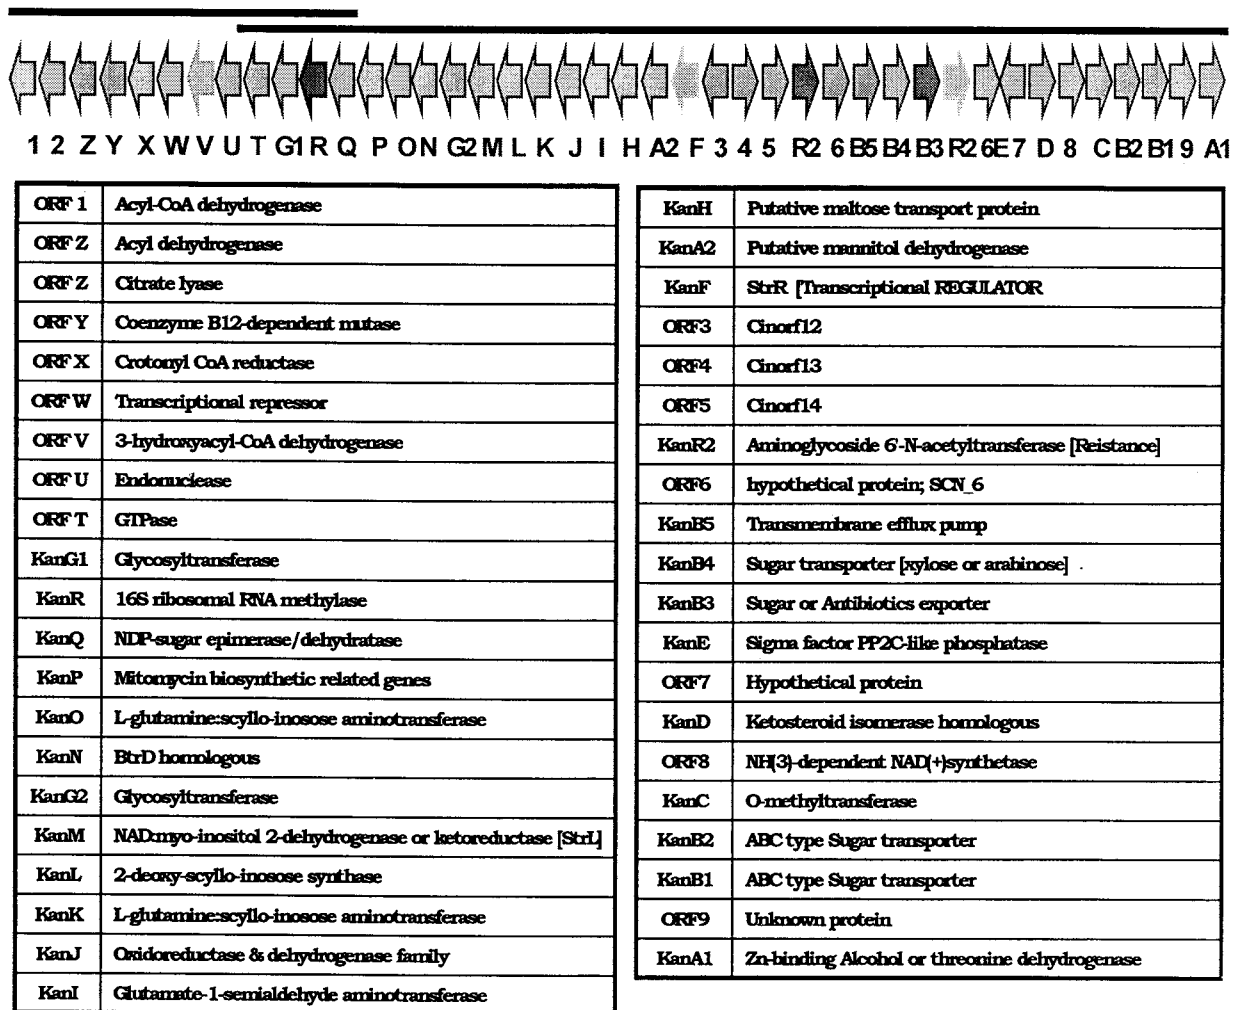 1 2 Z Y X W V U T G1 R Q P O N G2 M L K J I H A2 F 3 4 5 R2 6 B5 B4 B3 R2 6 E 7 D 8 C B2 B1 9 A1
ORF 1 Acyl-CoA dehydrogenase
ORF Z Acyl dehydrogenase
ORF Z Citrate lyase
ORF Y Coenzyme B12-dependent mutase
ORF X Crotonyl CoA reductase
ORF W Transcriptional repressor
ORF V 3-hydroxyacyl-CoA dehydrogenase
ORF U Endonuclease
ORF T GTPase
KanG1 Glycosyltransferase
KanR 16S ribosomal RNA methylase
KanQ NDP-sugar epimerase/dehydratase
KanP Mitomycin biosynthetic related genes
KanO L-glutamine:scyllo-inosose aminotransferase
KanN BtrD homologous
KanG2 Glycosyltransferase
KanM NAD:myo-inositol 2-dehydrogenase or ketoreductase [StrL]
KanL 2-deoxy-scyllo-inosose synthase
KanK L-glutamine:scyllo-inosose aminotransferase
KanJ Oxidoreductase & dehydrogenase family
KanI Glutamate-1-semialdehyde aminotransferase
KanH Putative maltose transport protein
KanA2 Putative mannitol dehydrogenase
KanF StrR [Transcriptional REGULATOR
ORF3 Cinorf12
ORF4 Cinorf13
ORF5 Cinorf14
KanR2 Aminoglycoside 6'-N-acetyltransferase [Reistance]
ORF6 hypothetical protein; SCN_6
KanB5 Transmembrane efflux pump
KanB4 Sugar transporter [xylose or arabinose]
KanB3 Sugar or Antibiotics exporter
KanE Sigma factor PP2C-like phosphatase
ORF7 Hypothetical protein
KanD Ketosteroid isomerase homologous
ORF8 NH(3)-dependent NAD(+)synthetase
KanC O-methyltransferase
KanB2 ABC type Sugar transporter
KanB1 ABC type Sugar transporter
ORF9 Unknown protein
KanA1 Zn-binding Alcohol or threonine dehydrogenase